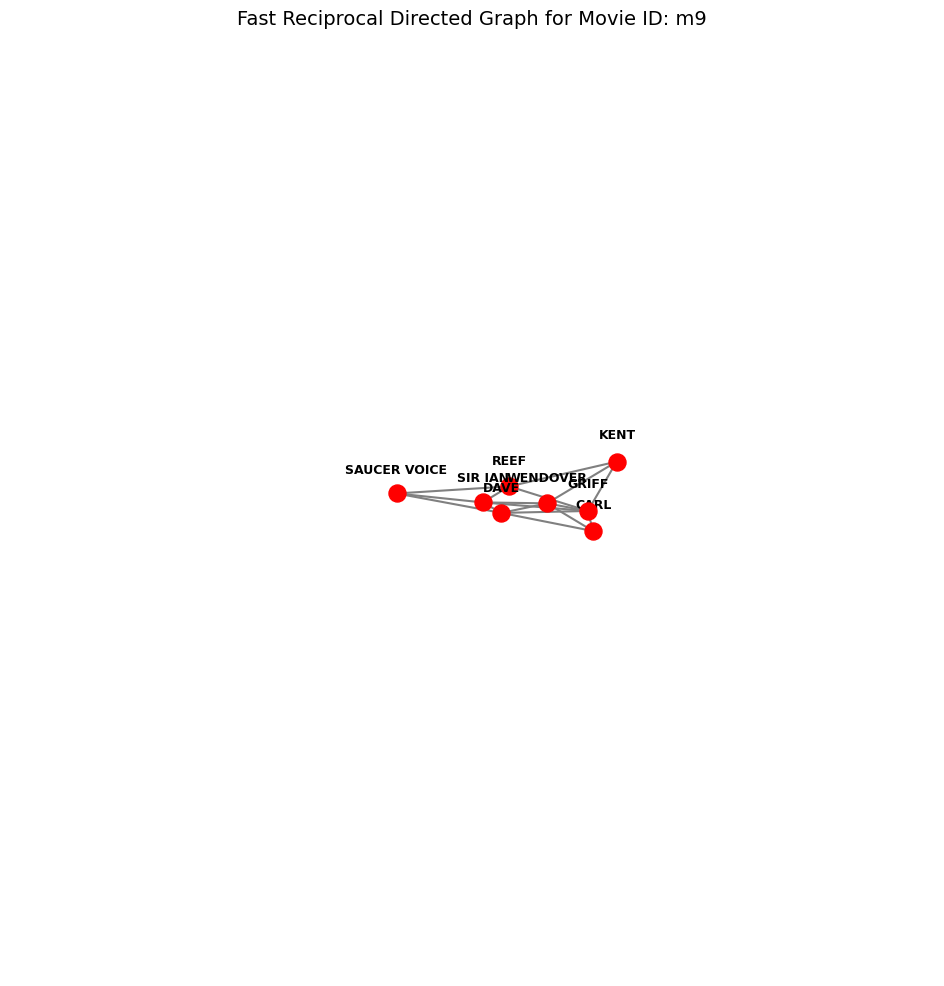 Fast Reciprocal Directed Graph for Movie ID: m9
KENT
REEF
SAUCER VOICE
SIR IAN
WENDOVER
GRIFF
DAVE
CARL